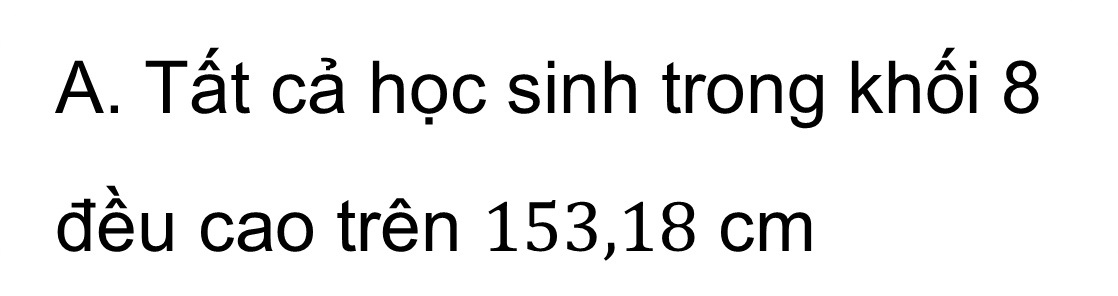 A. Tất cả học sinh trong khối 8
đều cao trên 153,18 cm